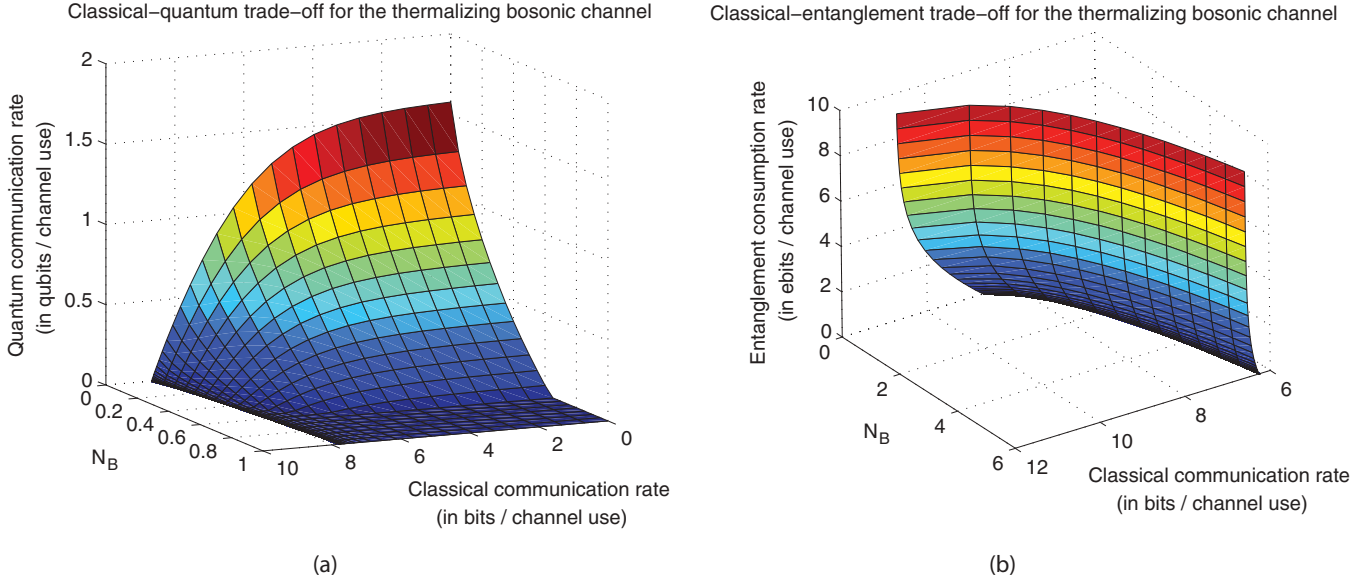 Classical−quantum trade−off for the thermalizing bosonic channel
2
1.5
1
0.5
0
Quantum communication rate
(in qubits / channel use)
0
0.2
0.4
0.6
0.8
1
N_B
10
8
6
4
2
0
Classical communication rate
(in bits / channel use)
(a)
Classical−entanglement trade−off for the thermalizing bosonic channel
10
8
6
4
2
0
Entanglement consumption rate
(in ebits / channel use)
0
2
4
6
N_B
12
10
8
6
Classical communication rate
(in bits / channel use)
(b)